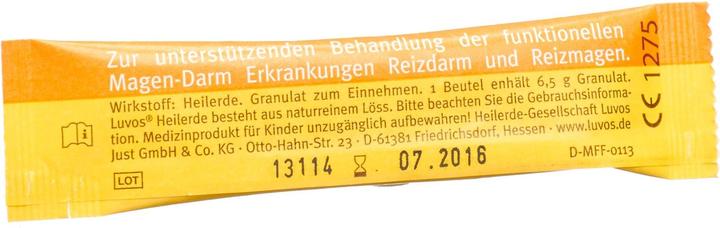 Zur unterstützenden Behandlung der funktionellen
Magen-Darm Erkrankungen Reizdarm und Reizmagen.
Wirkstoff: Heilerde. Granulat zum Einnehmen. 1 Beutel enhält 6,5 g Granulat.
Luvos® Heilerde besteht aus naturreinem Löss. Bitte beachten Sie die Gebrauchsinforma-
tion. Medizinprodukt für Kinder unzugänglich aufbewahren! Heilerde-Gesellschaft Luvos
Just GmbH & Co. KG · Otto-Hahn-Str. 23 · D-61381 Friedrichsdorf, Hessen · www.luvos.de
LOT 13114 07.2016 D-MFF-0113
CE 1275